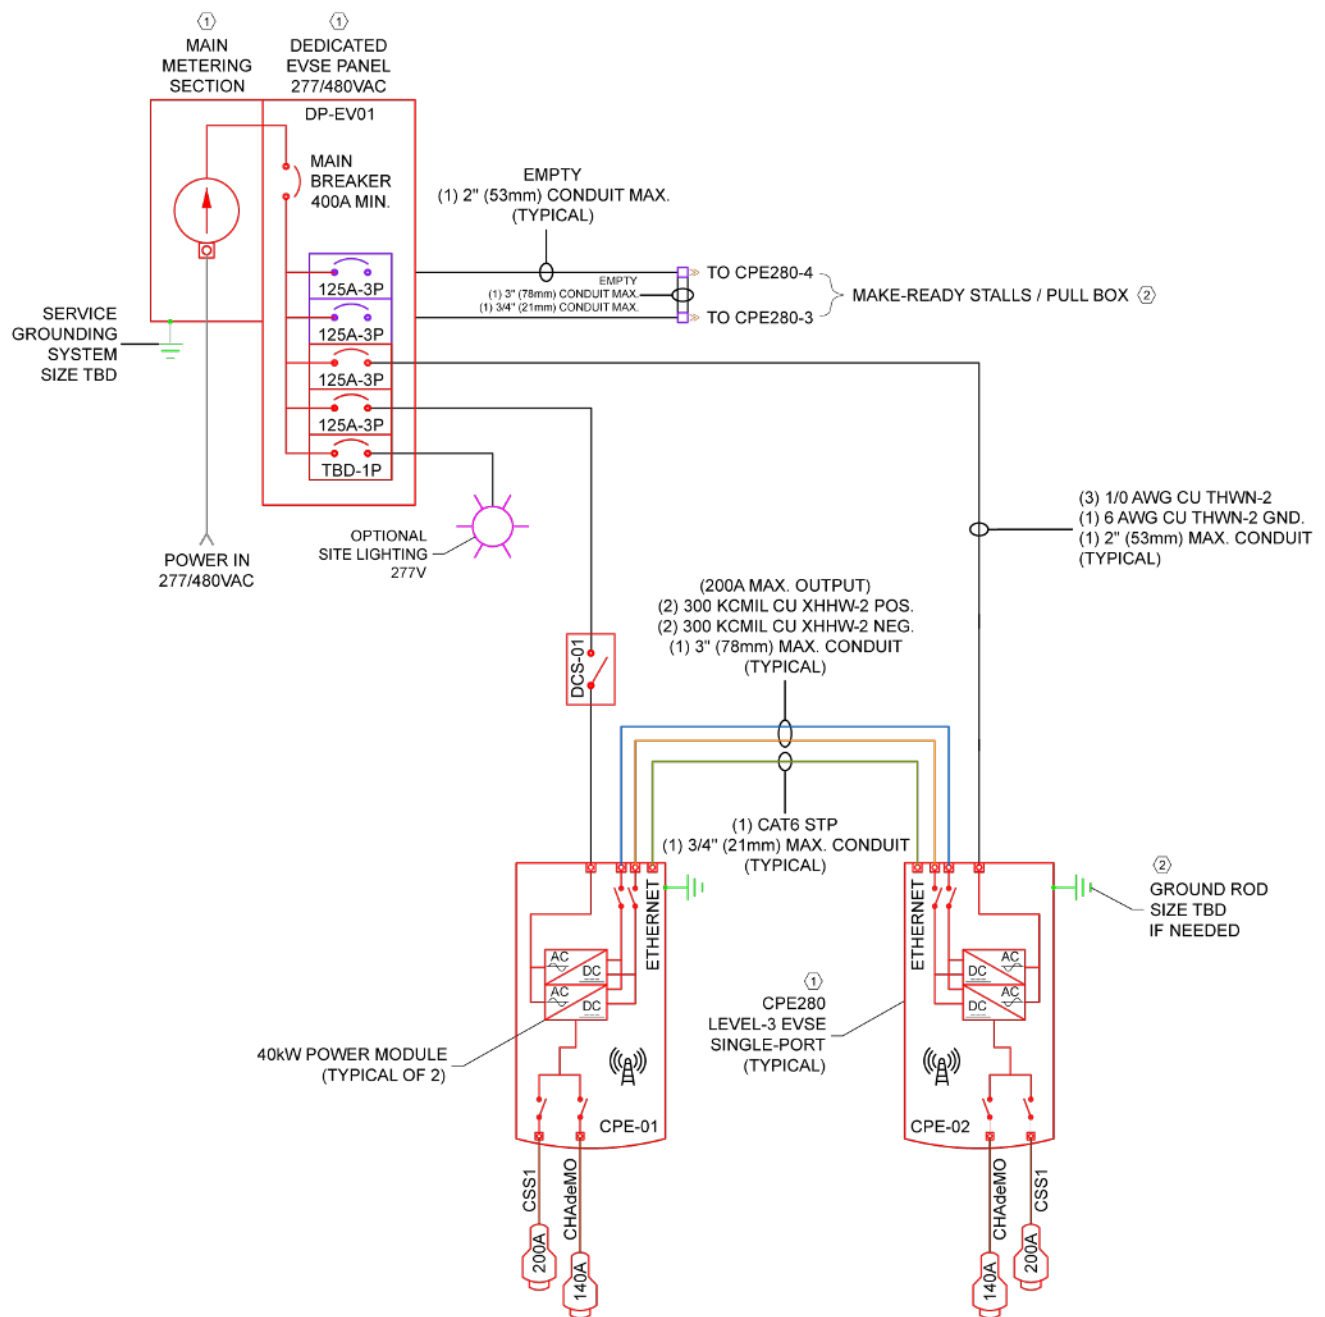 1
MAIN
METERING
SECTION
1
DEDICATED
EVSE PANEL
277/480VAC
DP-EV01
MAIN
BREAKER
400A MIN.
125A-3P
125A-3P
125A-3P
125A-3P
TBD-1P
EMPTY
(1) 2" (53mm) CONDUIT MAX.
(TYPICAL)
EMPTY
(1) 3" (78mm) CONDUIT MAX.
(1) 3/4" (21mm) CONDUIT MAX.
TO CPE280-4
TO CPE280-3
MAKE-READY STALLS / PULL BOX 2
SERVICE
GROUNDING
SYSTEM
SIZE TBD
POWER IN
277/480VAC
OPTIONAL
SITE LIGHTING
277V
(3) 1/0 AWG CU THWN-2
(1) 6 AWG CU THWN-2 GND.
(1) 2" (53mm) MAX. CONDUIT
(TYPICAL)
(200A MAX. OUTPUT)
(2) 300 KCMIL CU XHHW-2 POS.
(2) 300 KCMIL CU XHHW-2 NEG.
(1) 3" (78mm) MAX. CONDUIT
(TYPICAL)
DCS-01
(1) CAT6 STP
(1) 3/4" (21mm) MAX. CONDUIT
(TYPICAL)
ETHERNET
AC
DC
AC
DC
40kW POWER MODULE
(TYPICAL OF 2)
CPE-01
CSS1
200A
CHAdeMO
140A
ETHERNET
DC
AC
DC
AC
1
CPE280
LEVEL-3 EVSE
SINGLE-PORT
(TYPICAL)
CPE-02
CHAdeMO
140A
CSS1
200A
2
GROUND ROD
SIZE TBD
IF NEEDED